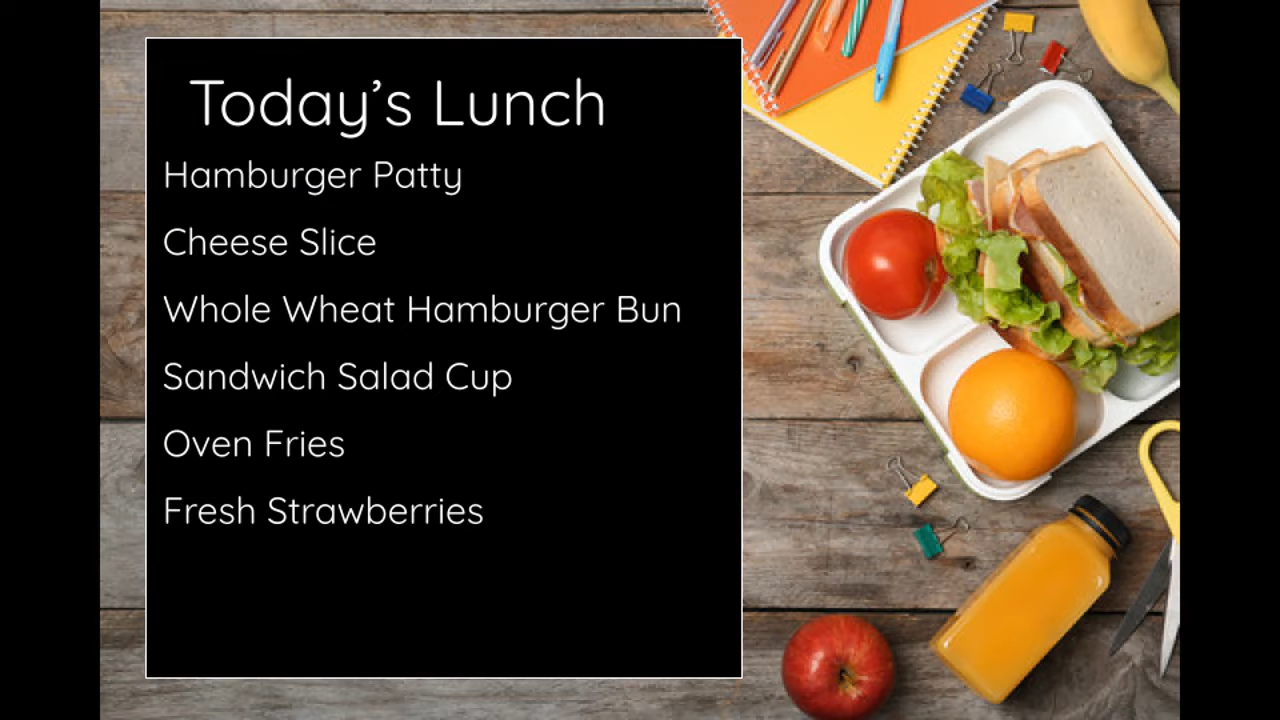 Today’s Lunch
Hamburger Patty
Cheese Slice
Whole Wheat Hamburger Bun
Sandwich Salad Cup
Oven Fries
Fresh Strawberries